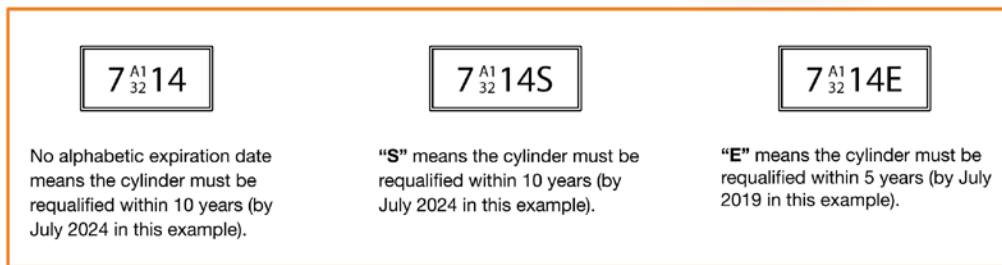 7 A1 32 14
7 A1 32 14S
7 A1 32 14E
No alphabetic expiration date
means the cylinder must be
requalified within 10 years (by
July 2024 in this example).
“S” means the cylinder must be
requalified within 10 years (by
July 2024 in this example).
“E” means the cylinder must be
requalified within 5 years (by July
2019 in this example).